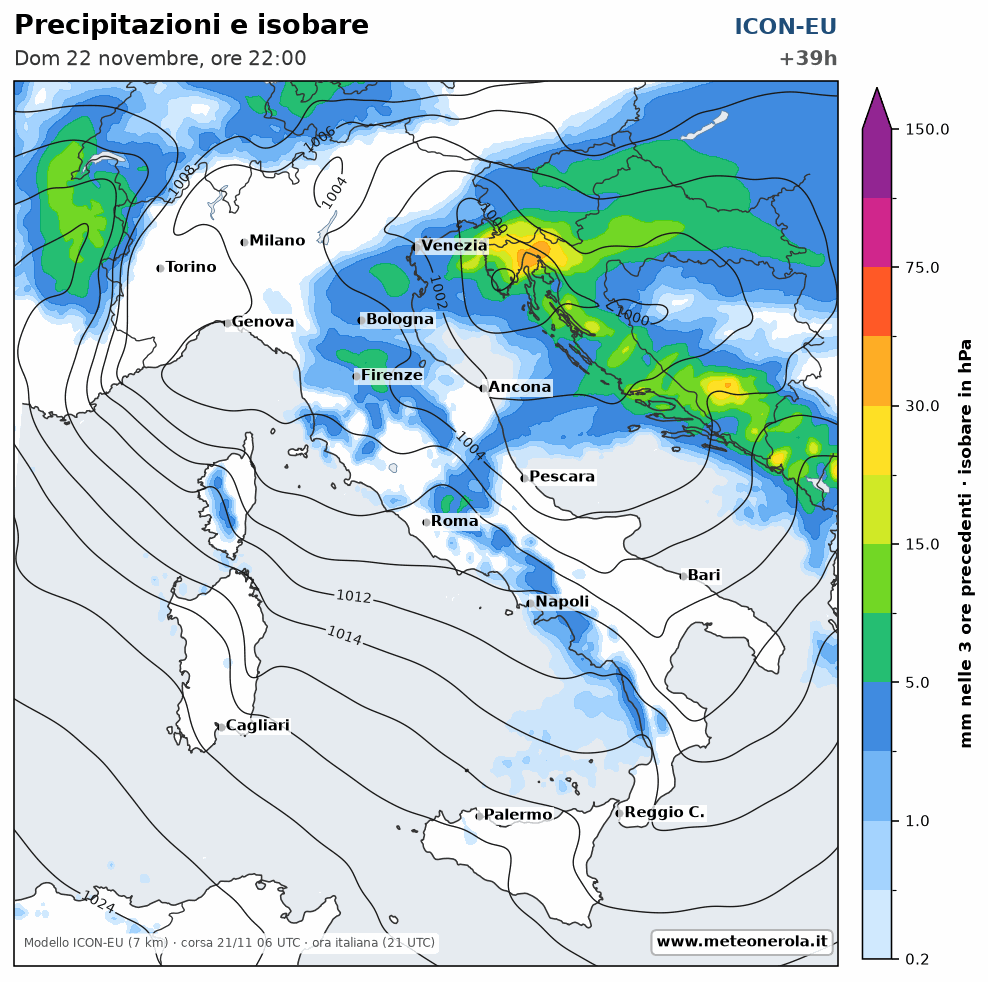 Precipitazioni e isobare
ICON-EU
Dom 22 novembre, ore 22:00
+39h
1006
1008
1004
1000
Milano
Venezia
Torino
1002
Genova
Bologna
1000
Firenze
Ancona
1004
Pescara
Roma
Bari
1012
Napoli
1014
Cagliari
Palermo
Reggio C.
1024
Modello ICON-EU (7 km) · corsa 21/11 06 UTC · ora italiana (21 UTC)
www.meteonerola.it
150.0
75.0
30.0
15.0
5.0
1.0
0.2
mm nelle 3 ore precedenti · isobare in hPa